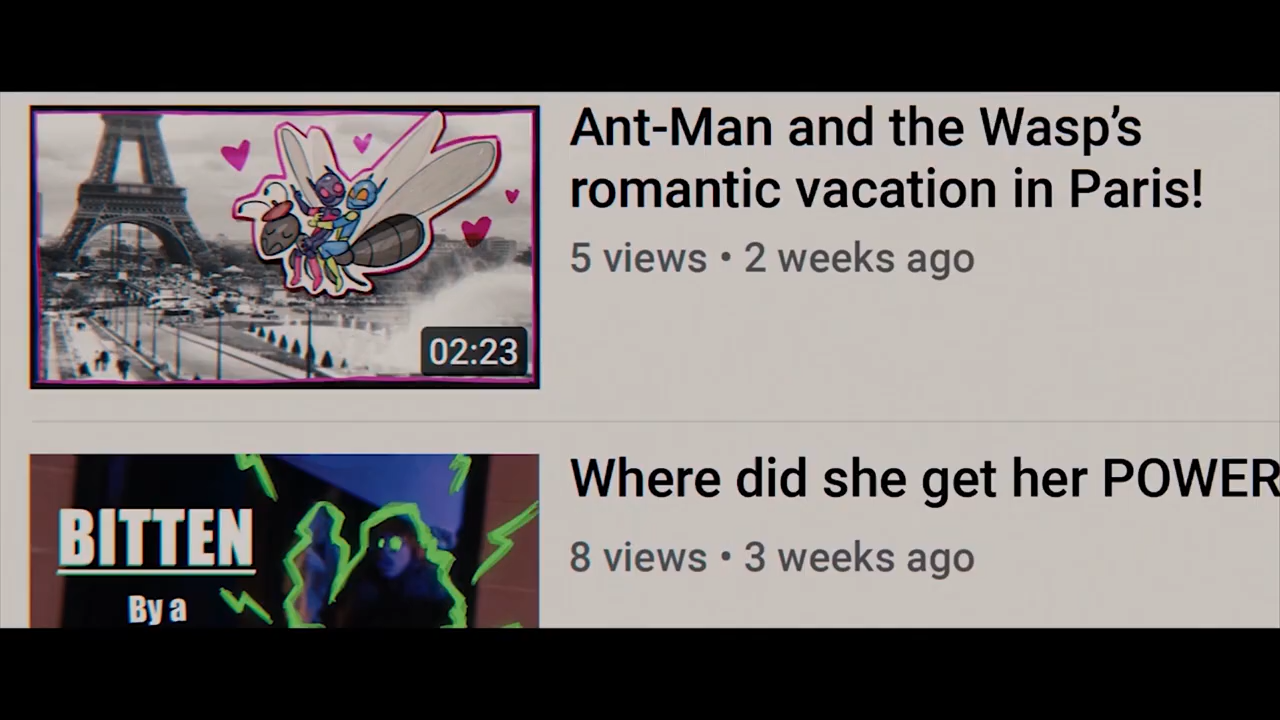 Ant-Man and the Wasp’s
romantic vacation in Paris!
5 views • 2 weeks ago
02:23
Where did she get her POWER
8 views • 3 weeks ago
BITTEN
By a